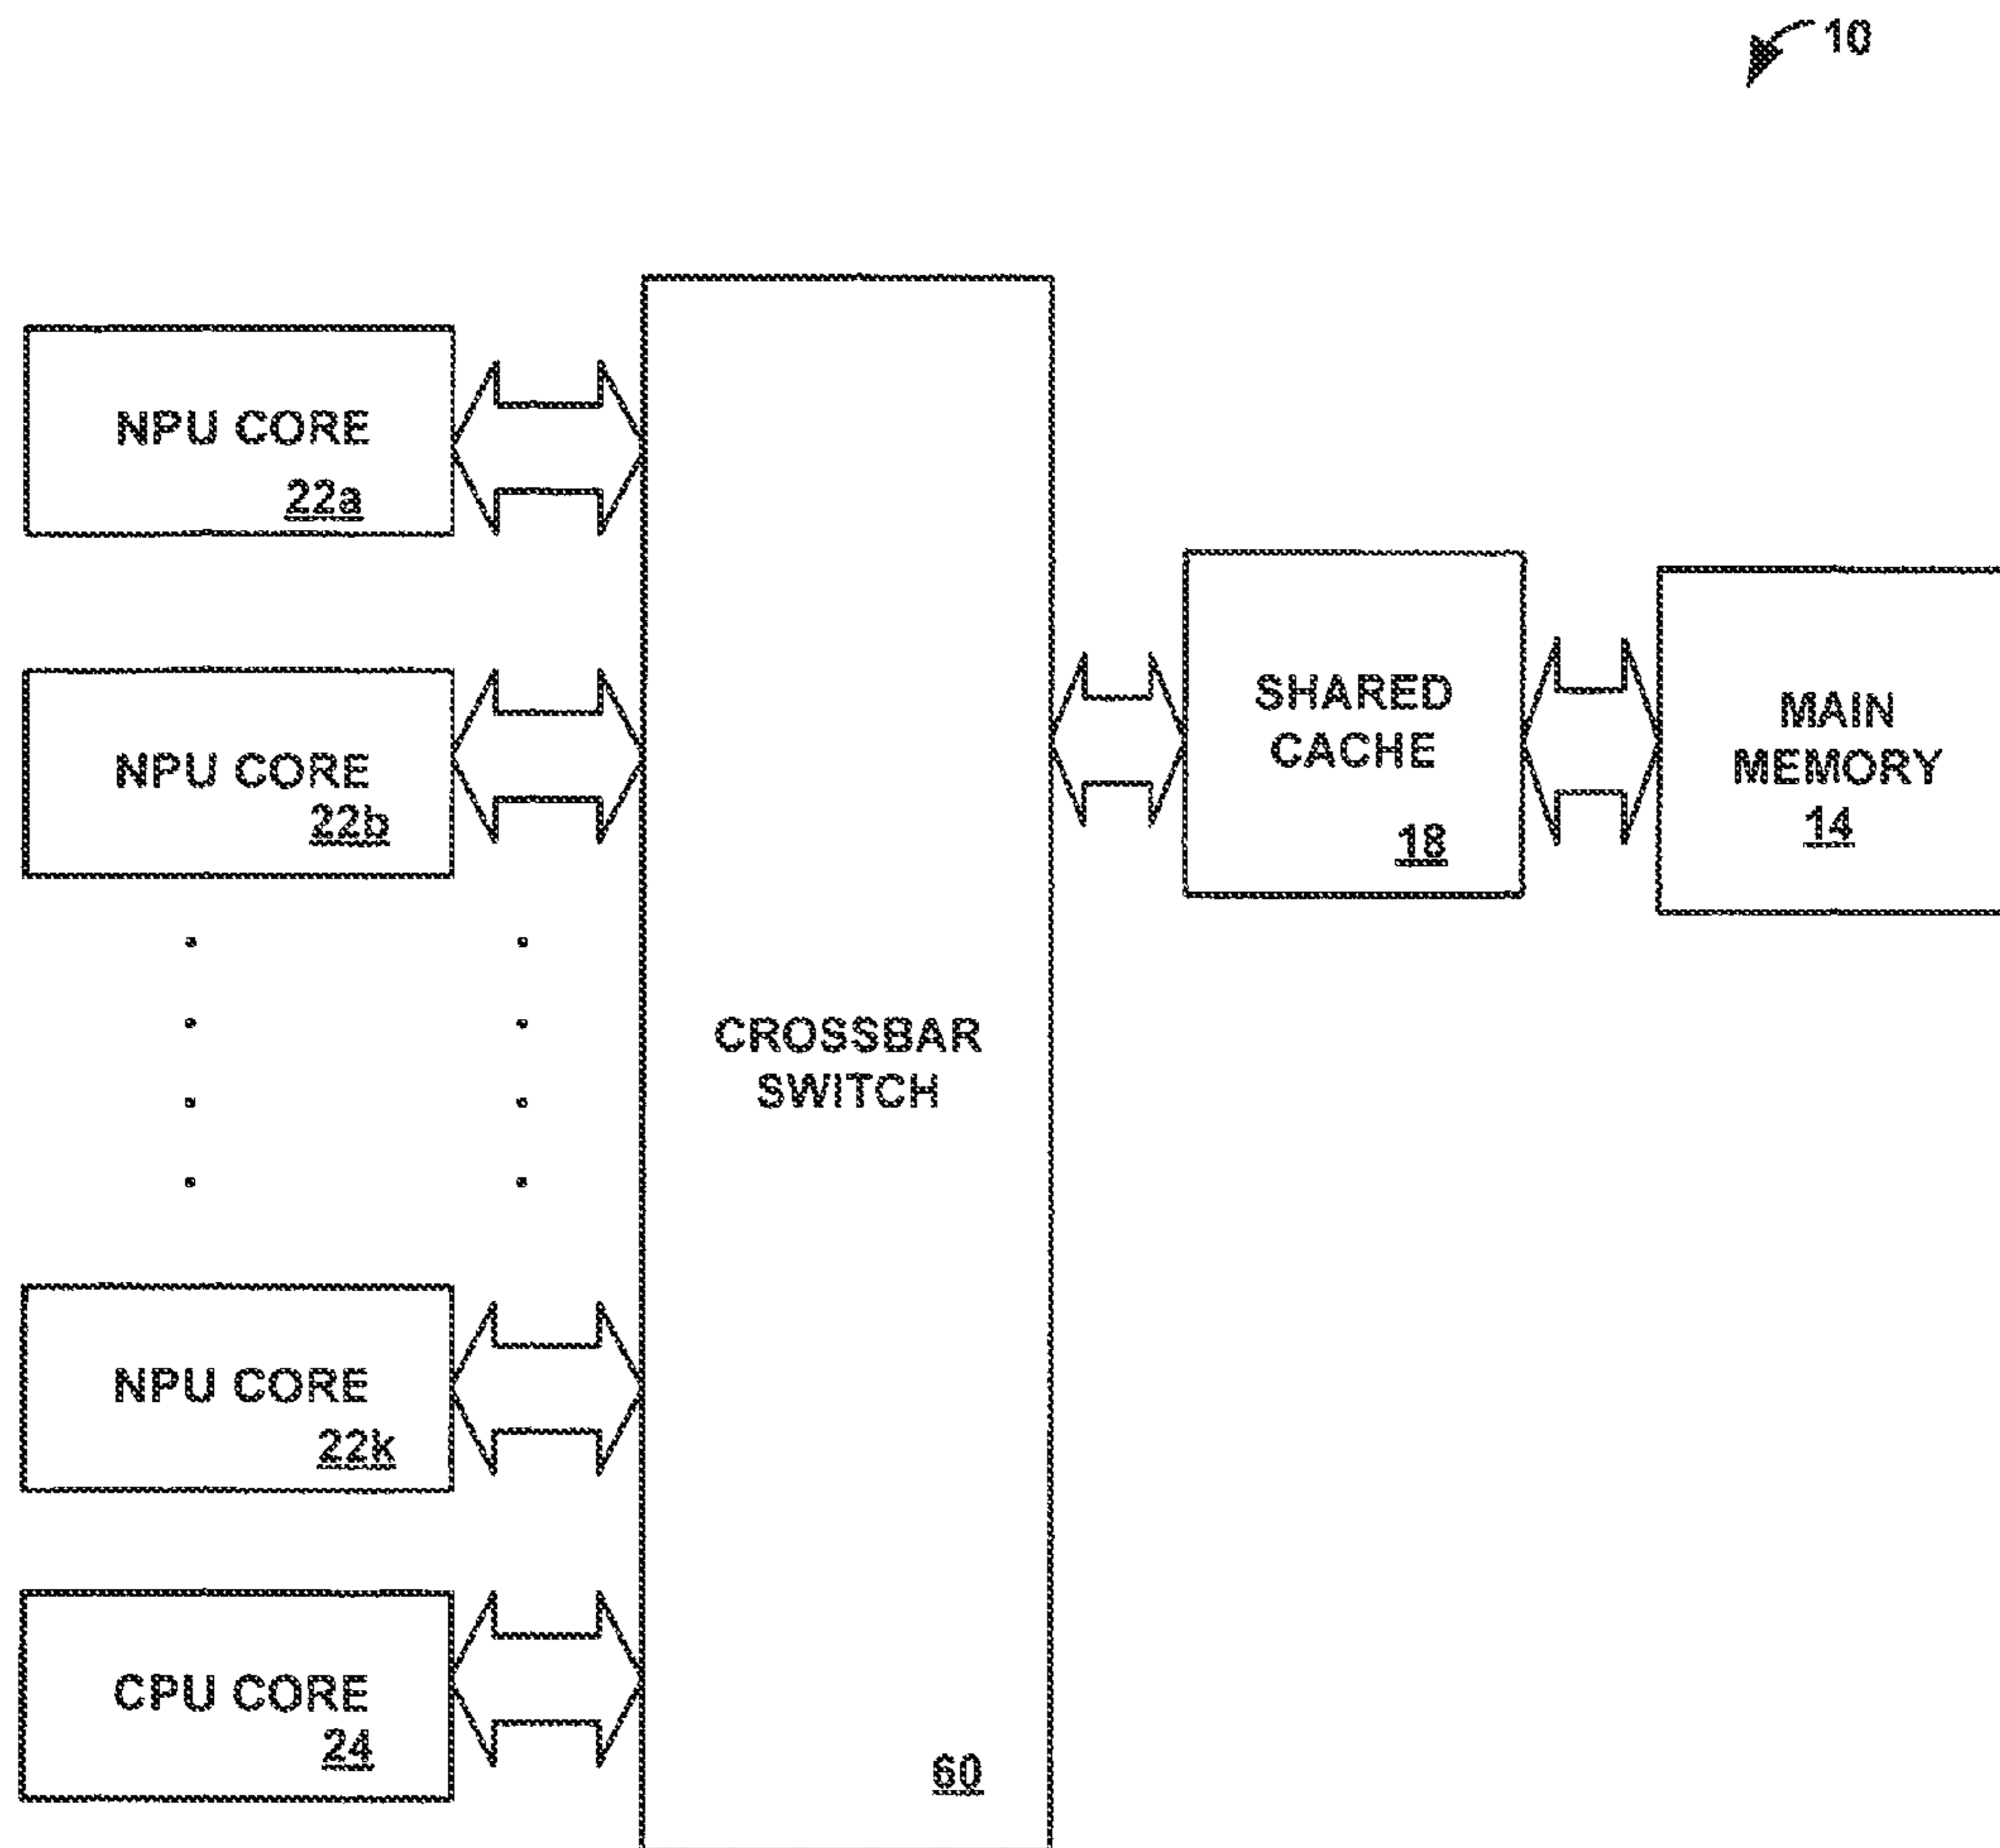 10
NPU CORE
22a
NPU CORE
22b
SHARED
CACHE
18
MAIN
MEMORY
14
CROSSBAR
SWITCH
NPU CORE
22k
CPU CORE
24
60